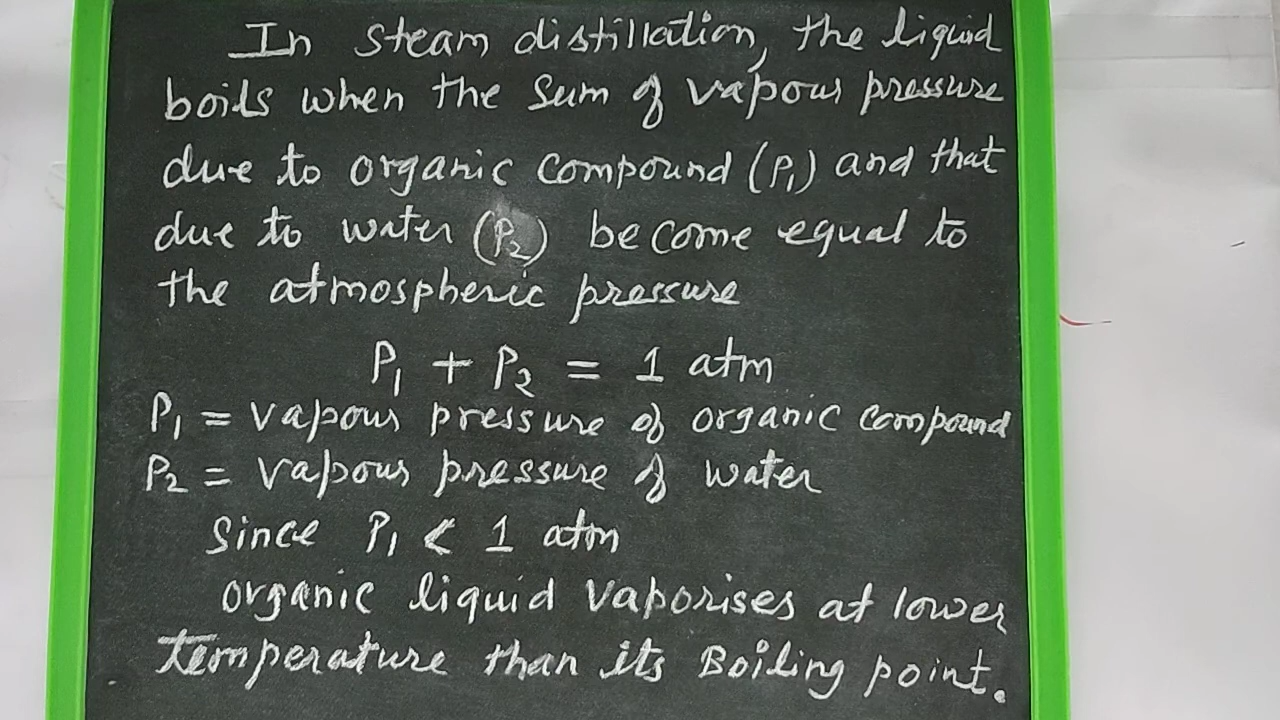 In steam distillation, the liquid
boils when the sum of vapour pressure
due to organic compound (P₁) and that
due to water (P₂) become equal to
the atmospheric pressure
P₁ + P₂ = 1 atm
P₁ = vapour pressure of organic compound
P₂ = vapour pressure of water
Since P₁ < 1 atm
organic liquid vaporises at lower
temperature than its Boiling point.